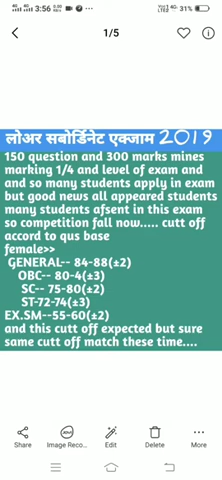 3:56
31%
1/5
लोअर सबोर्डिनेट एक्जाम 2019
150 question and 300 marks mines
marking 1/4 and level of exam and
and so many students apply in exam
but good news all appeared students
many students afsent in this exam
so competition fall now..... cutt off
accord to qus base
female>>
GENERAL-- 84-88(±2)
OBC-- 80-4(±3)
SC-- 75-80(±2)
ST-72-74(±3)
EX.SM--55-60(±2)
and this cutt off expected but sure
same cutt off match these time....
Share
Image Reco...
Edit
Delete
More